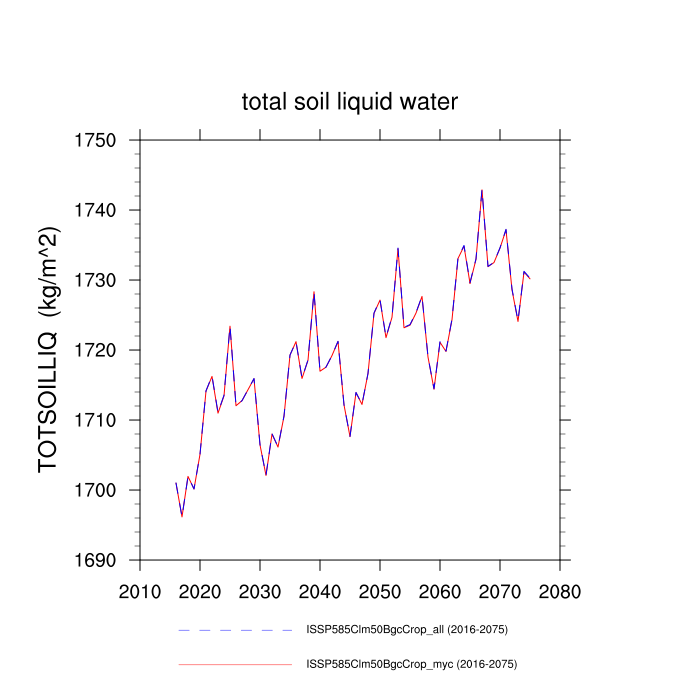 total soil liquid water
TOTSOILLIQ (kg/m^2)
1750
1740
1730
1720
1710
1700
1690
2010 2020 2030 2040 2050 2060 2070 2080
ISSP585Clm50BgcCrop_all (2016-2075)
ISSP585Clm50BgcCrop_myc (2016-2075)